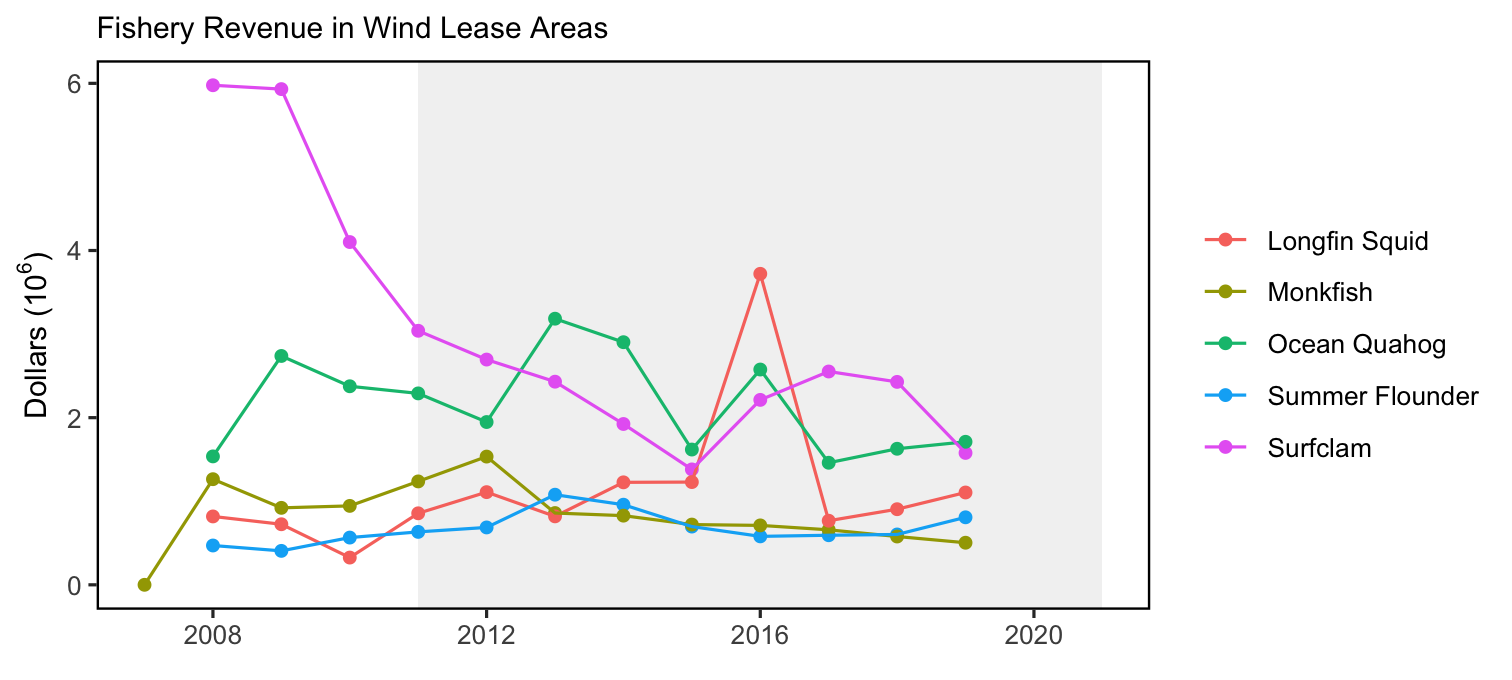 Fishery Revenue in Wind Lease Areas
Dollars (10⁶)
6
4
2
0
2008 2012 2016 2020
Longfin Squid
Monkfish
Ocean Quahog
Summer Flounder
Surfclam